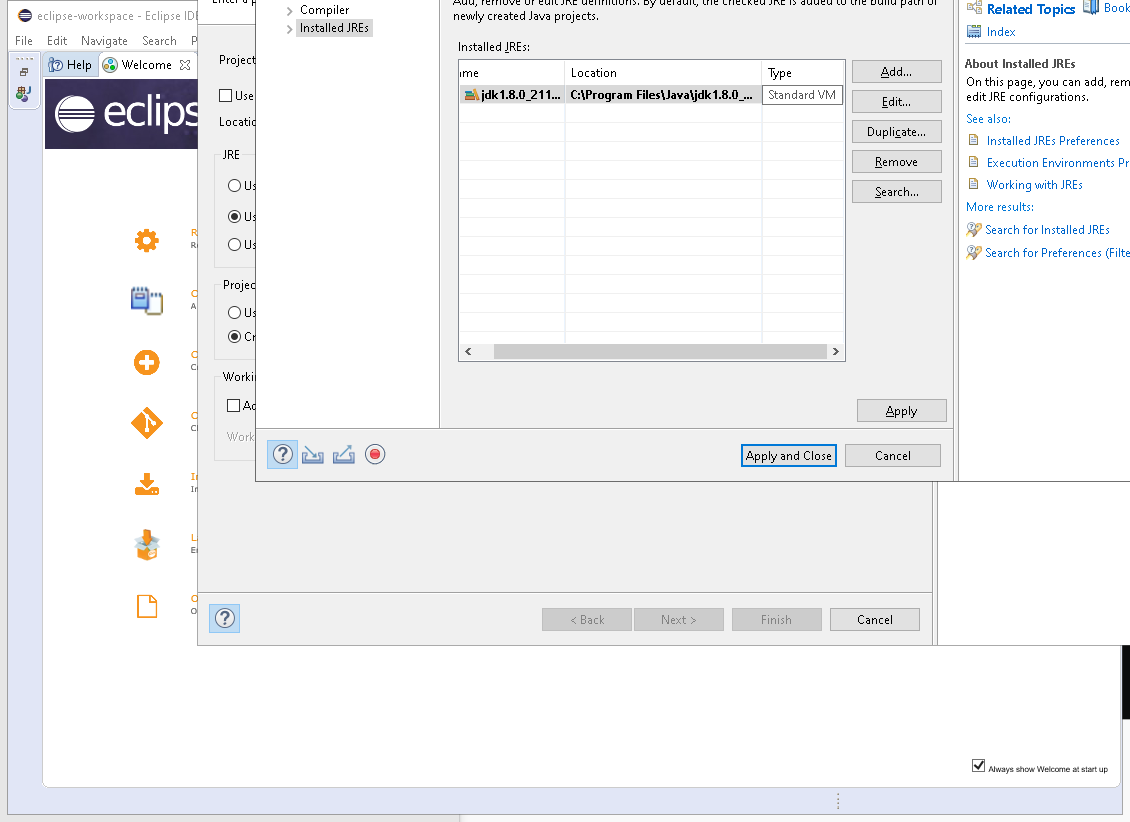 eclipse-workspace - Eclipse IDE
File Edit Navigate Search P
Help
Welcome
eclips
Enter a p
Project
Use
Locatio
JRE
Us
Us
Us
Projec
Us
Cr
Workin
Ad
Work
< Back
Next >
Finish
Cancel
Compiler
Installed JREs
Add, remove or edit JRE definitions. By default, the checked JRE is added to the build path of
newly created Java projects.
Installed JREs:
me Location Type
jdk1.8.0_211... C:\Program Files\Java\jdk1.8.0_... Standard VM
Add...
Edit...
Duplicate...
Remove
Search...
Apply
Apply and Close
Cancel
Related Topics
Book
Index
About Installed JREs
On this page, you can add, rem
edit JRE configurations.
See also:
Installed JREs Preferences
Execution Environments Pr
Working with JREs
More results:
Search for Installed JREs
Search for Preferences (Filte
Always show Welcome at start up